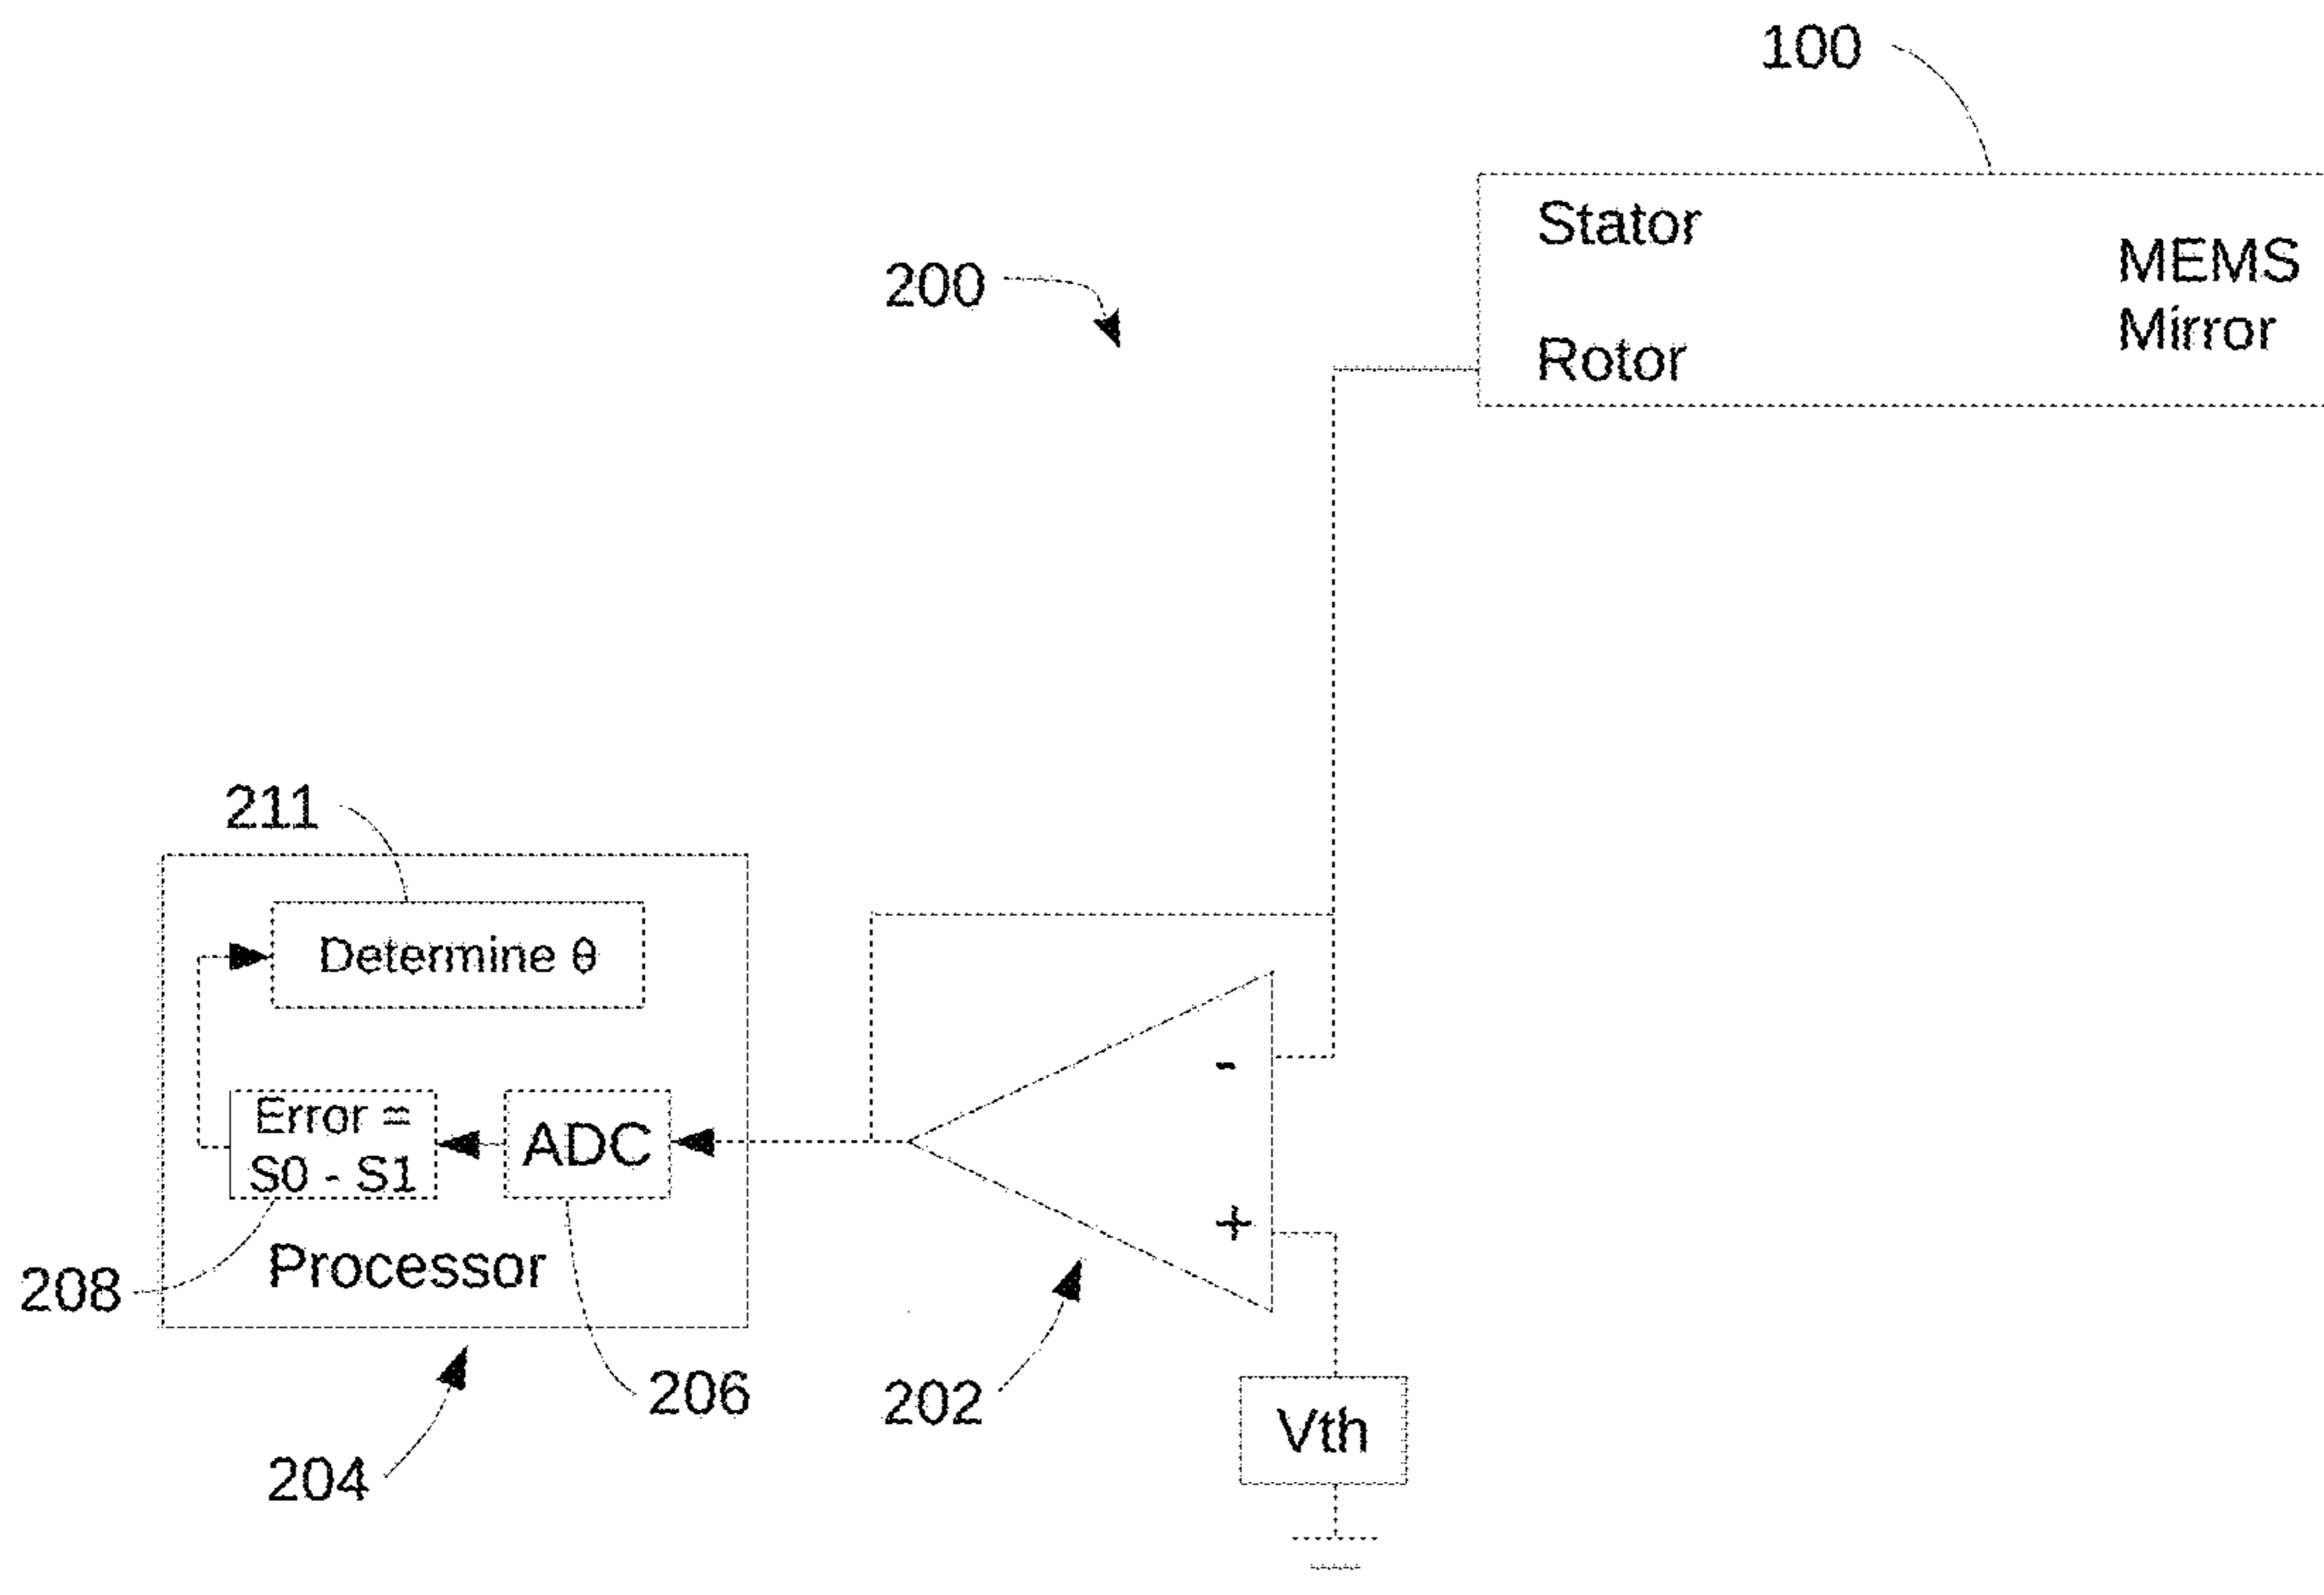 100
Stator
MEMS
Mirror
200
Rotor
211
Determine θ
-
Error =
S0 - S1
ADC
+
Processor
208
206
202
Vth
204